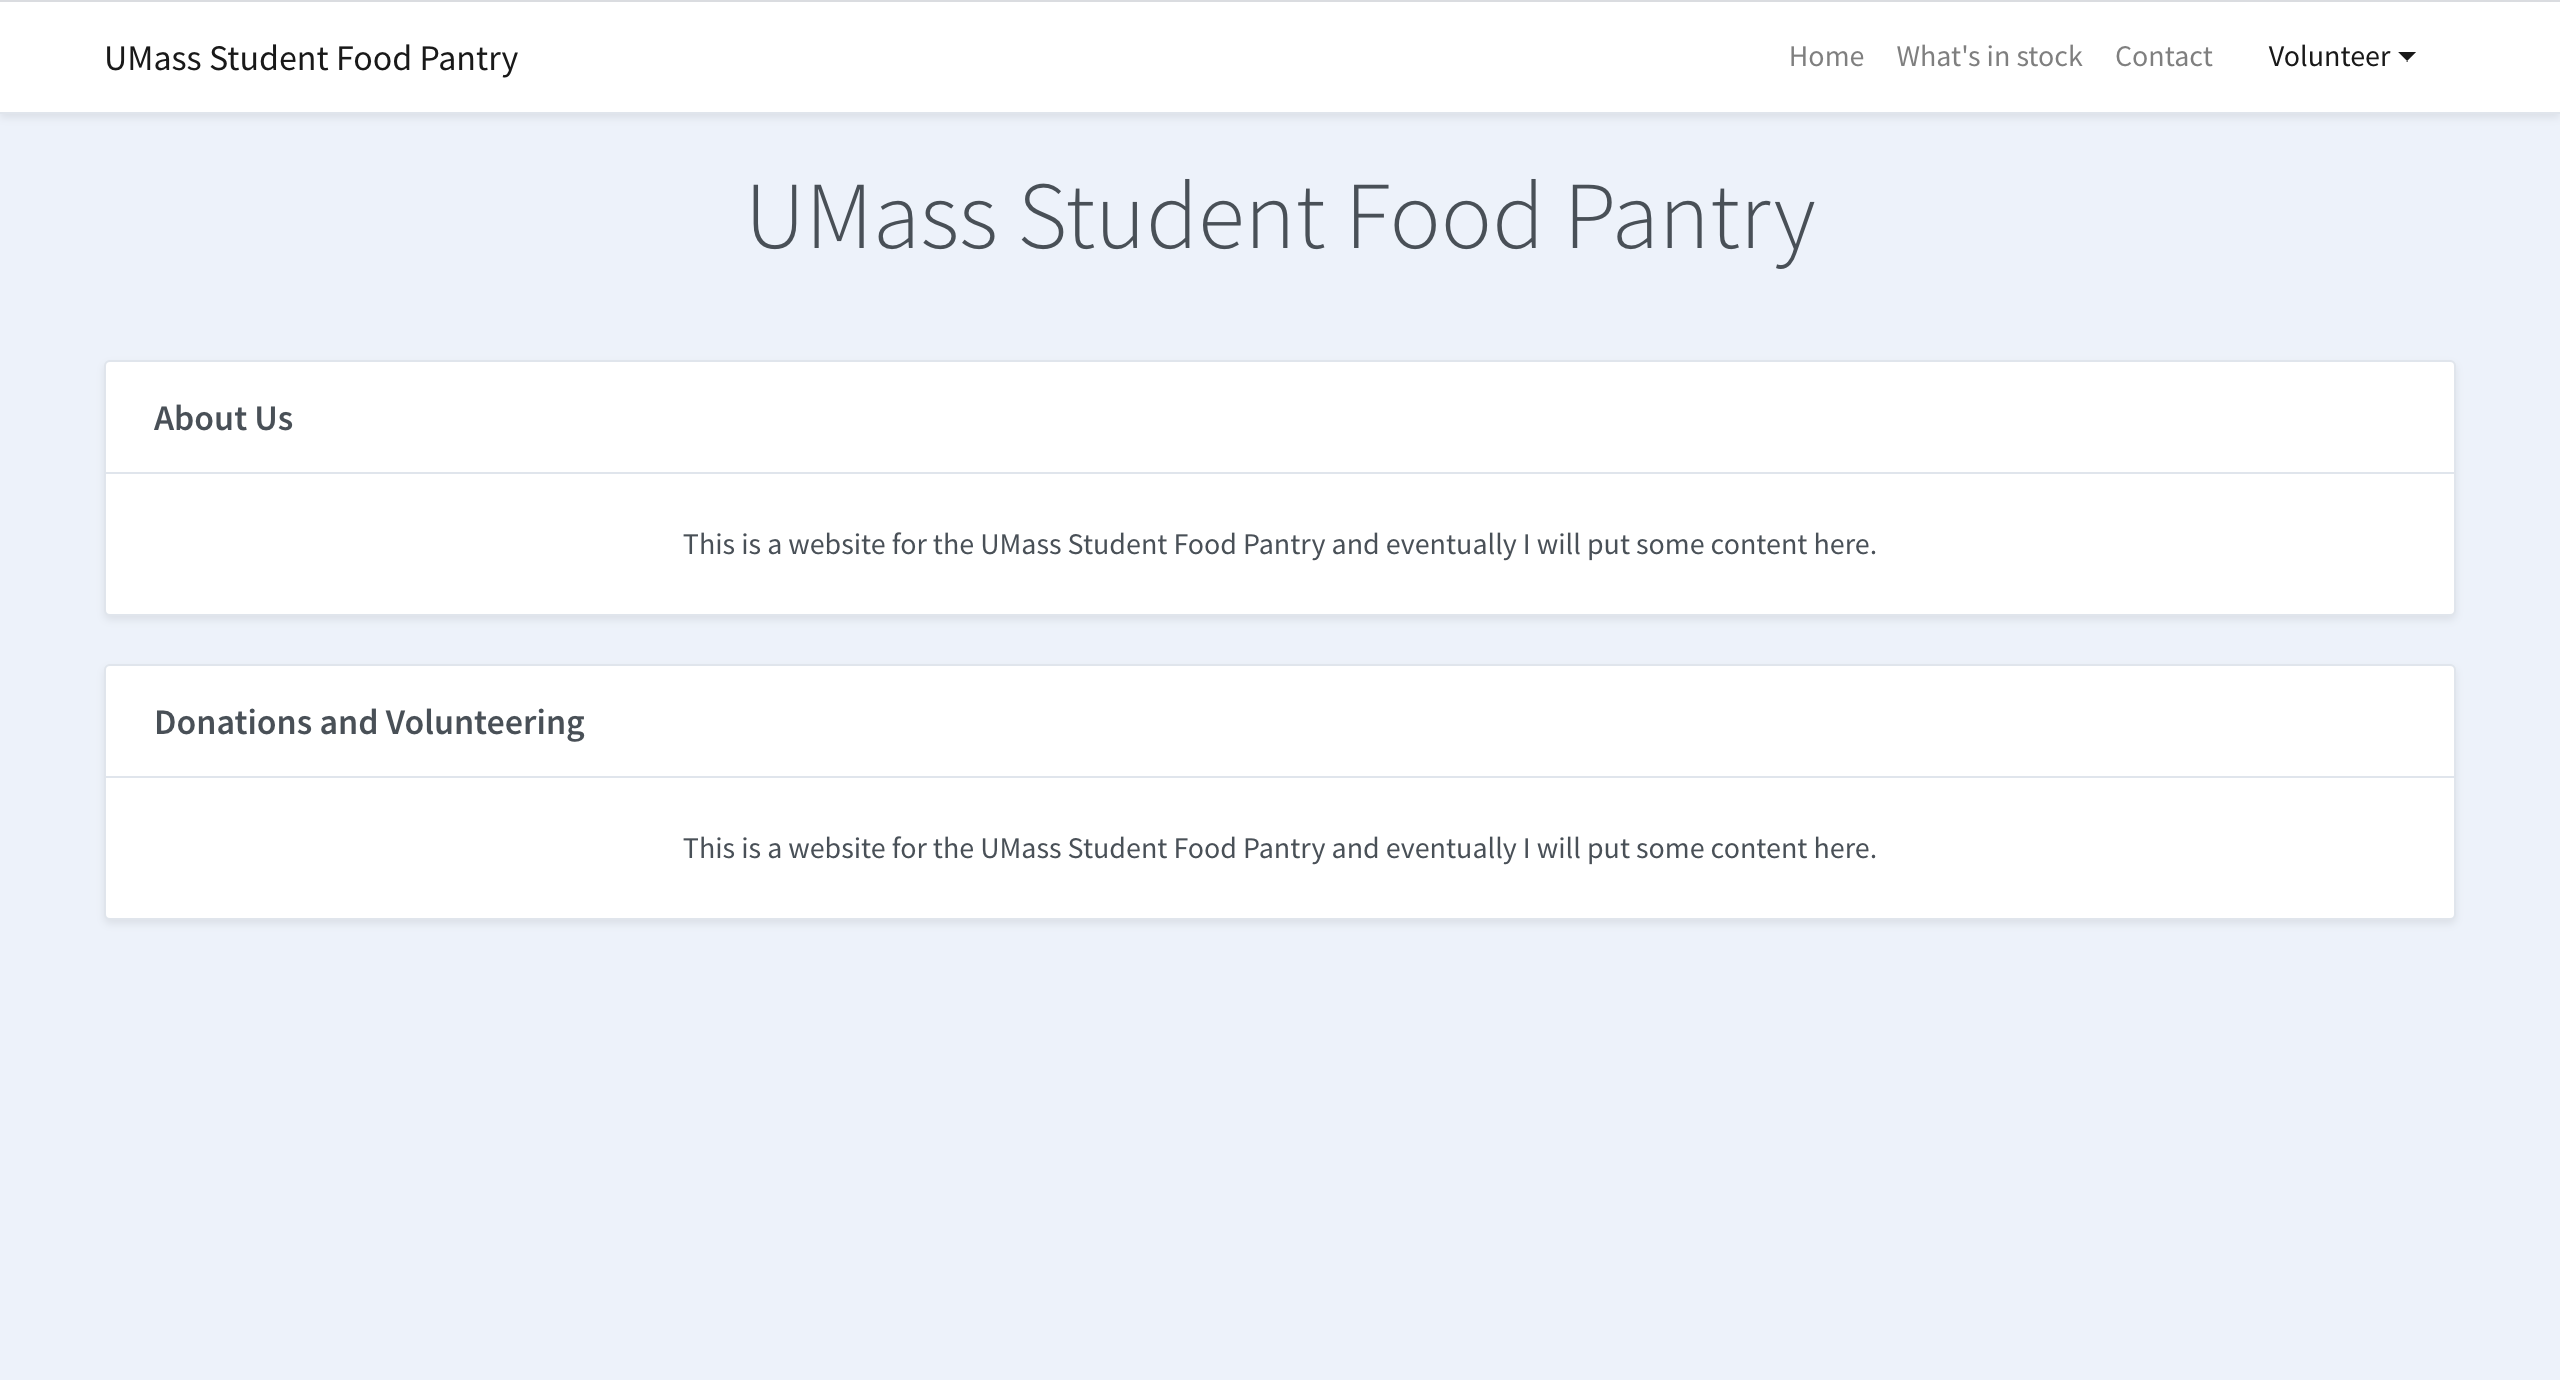 UMass Student Food Pantry
Home What's in stock Contact Volunteer
UMass Student Food Pantry
About Us
This is a website for the UMass Student Food Pantry and eventually I will put some content here.
Donations and Volunteering
This is a website for the UMass Student Food Pantry and eventually I will put some content here.